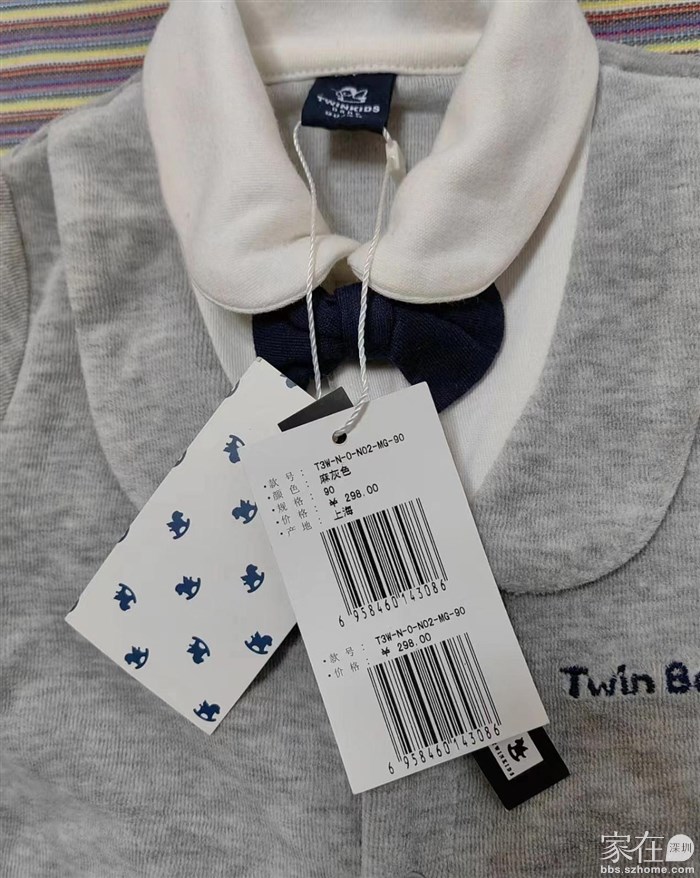 TWINKIDS
·款 号: T3W-N-0-N02-MG-90
·颜 色: 麻灰色
·规 格: 90
·价 格: ¥ 298.00
·产 地: 上海
6 958460 143086
·款 号: T3W-N-0-N02-MG-90
·价 格: ¥ 298.00
6 958460 143086
Twin Be
TWINKIDS
家在 深圳
bbs.szhome.com